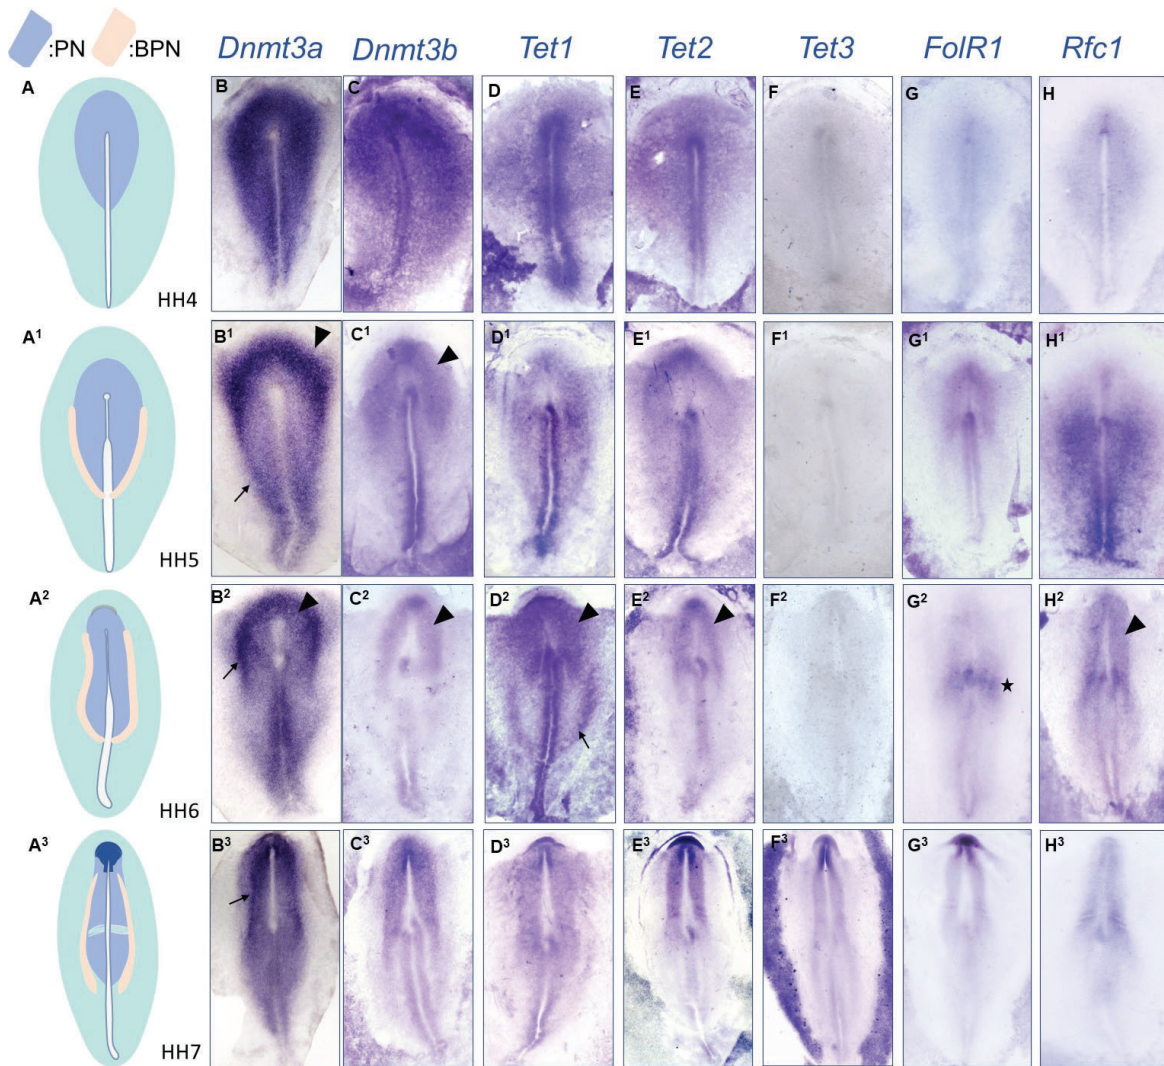 :PN :BPN
Dnmt3a Dnmt3b Tet1 Tet2 Tet3 FolR1 Rfc1
A B C D E F G H
HH4
A¹ B¹ C¹ D¹ E¹ F¹ G¹ H¹
HH5
A² B² C² D² E² F² G² H²
HH6
A³ B³ C³ D³ E³ F³ G³ H³
HH7